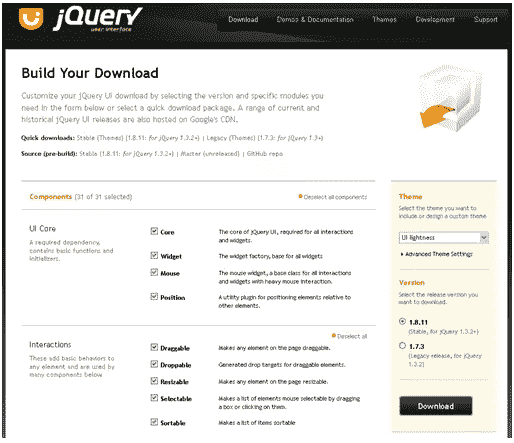 jQuery
user interface
Download
Demos & Documentation
Themes
Development
Support
Build Your Download
Customize your jQuery UI download by selecting the version and specific modules you
need in the form below or select a quick download package. A range of current and
historical jQuery UI releases are also hosted on Google's CDN.
Quick downloads: Stable (Themes) (1.8.11: for jQuery 1.3.2+) | Legacy (Themes) (1.7.3: for jQuery 1.3+)
Source (pre-build): Stable (1.8.11: for jQuery 1.3.2+) | Master (unreleased) | GitHub repo
Components (31 of 31 selected)
Deselect all components
UI Core
A required dependency,
contains basic functions and
initializers.
Core
The core of jQuery UI, required for all interactions
and widgets.
Widget
The widget factory, base for all widgets
Mouse
The mouse widget, a base class for all interactions
and widgets with heavy mouse interaction.
Position
A utility plugin for positioning elements relative to
other elements.
Deselect all
Interactions
These add basic behaviors to
any element and are used by
many components below
Draggable
Makes any element on the page draggable.
Droppable
Generated drop targets for draggable elements.
Resizable
Makes any element on the page resizable.
Selectable
Makes a list of elements mouse selectable by dragging
a box or clicking on them.
Sortable
Makes a list of items sortable
Theme
Select the theme you want to
include or design a custom theme
UI lightness
Advanced Theme Settings
Version
Select the release version you
want to download.
1.8.11
(Stable, for jQuery 1.3.2+)
1.7.3
(Legacy release, for jQuery
1.3.2)
Download